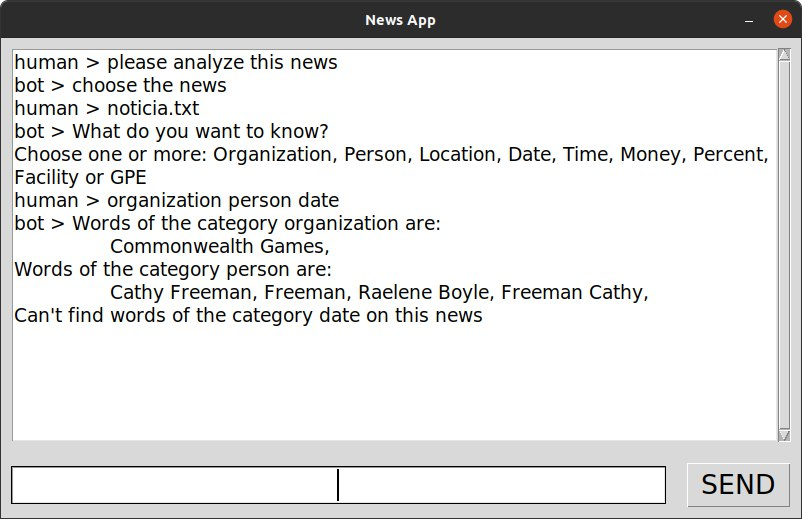 News App
human > please analyze this news
bot > choose the news
human > noticia.txt
bot > What do you want to know?
Choose one or more: Organization, Person, Location, Date, Time, Money, Percent,
Facility or GPE
human > organization person date
bot > Words of the category organization are:
Commonwealth Games,
Words of the category person are:
Cathy Freeman, Freeman, Raelene Boyle, Freeman Cathy,
Can't find words of the category date on this news
SEND